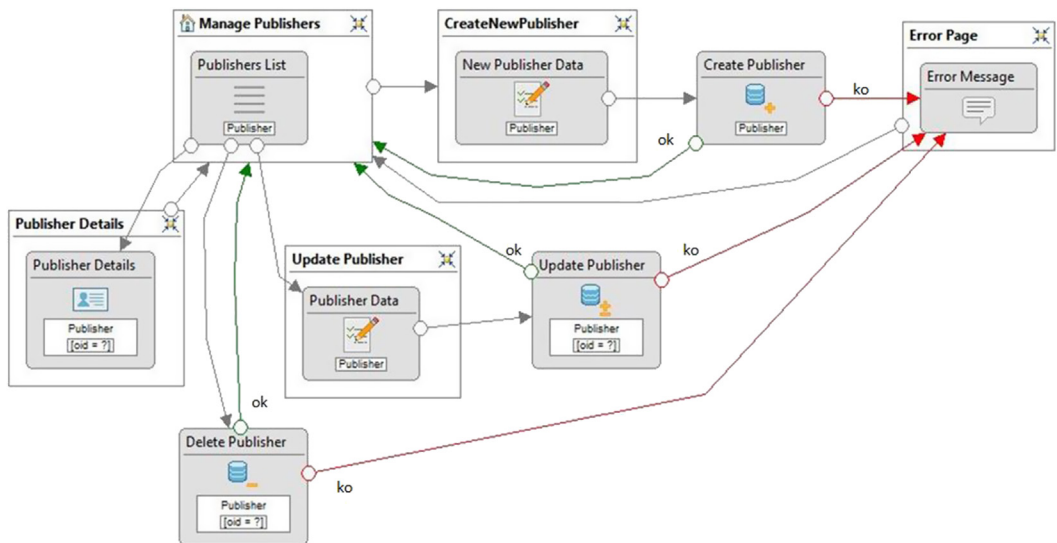 Manage Publishers
Publishers List
Publisher
CreateNewPublisher
New Publisher Data
Publisher
Create Publisher
Publisher
ko
ok
Error Page
Error Message
Publisher Details
Publisher Details
Publisher
[oid = ?]
Update Publisher
Publisher Data
Publisher
ok
Update Publisher
Publisher
[oid = ?]
ko
ok
Delete Publisher
Publisher
[oid = ?]
ko